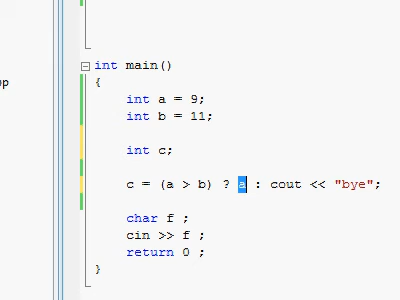 int main()
{
int a = 9;
int b = 11;
int c;
c = (a > b) ? a : cout << "bye";
char f ;
cin >> f ;
return 0 ;
}